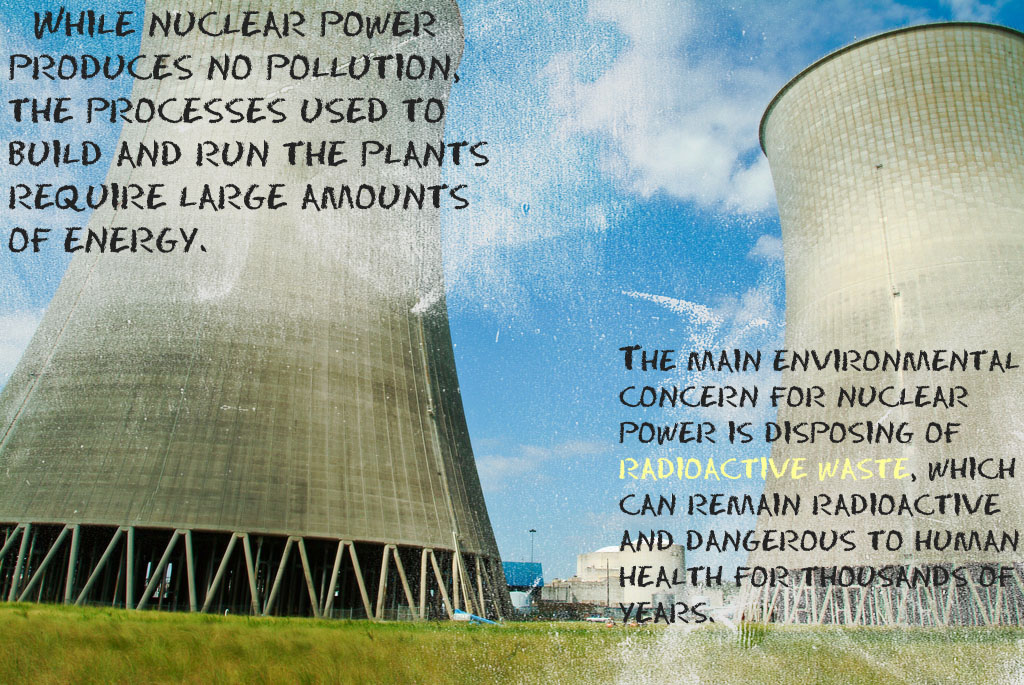 While nuclear power
produces no pollution,
the processes used to
build and run the plants
require large amounts
of energy.
The main environmental
concern for nuclear
power is disposing of
radioactive waste, which
can remain radioactive
and dangerous to human
health for thousands of
years.